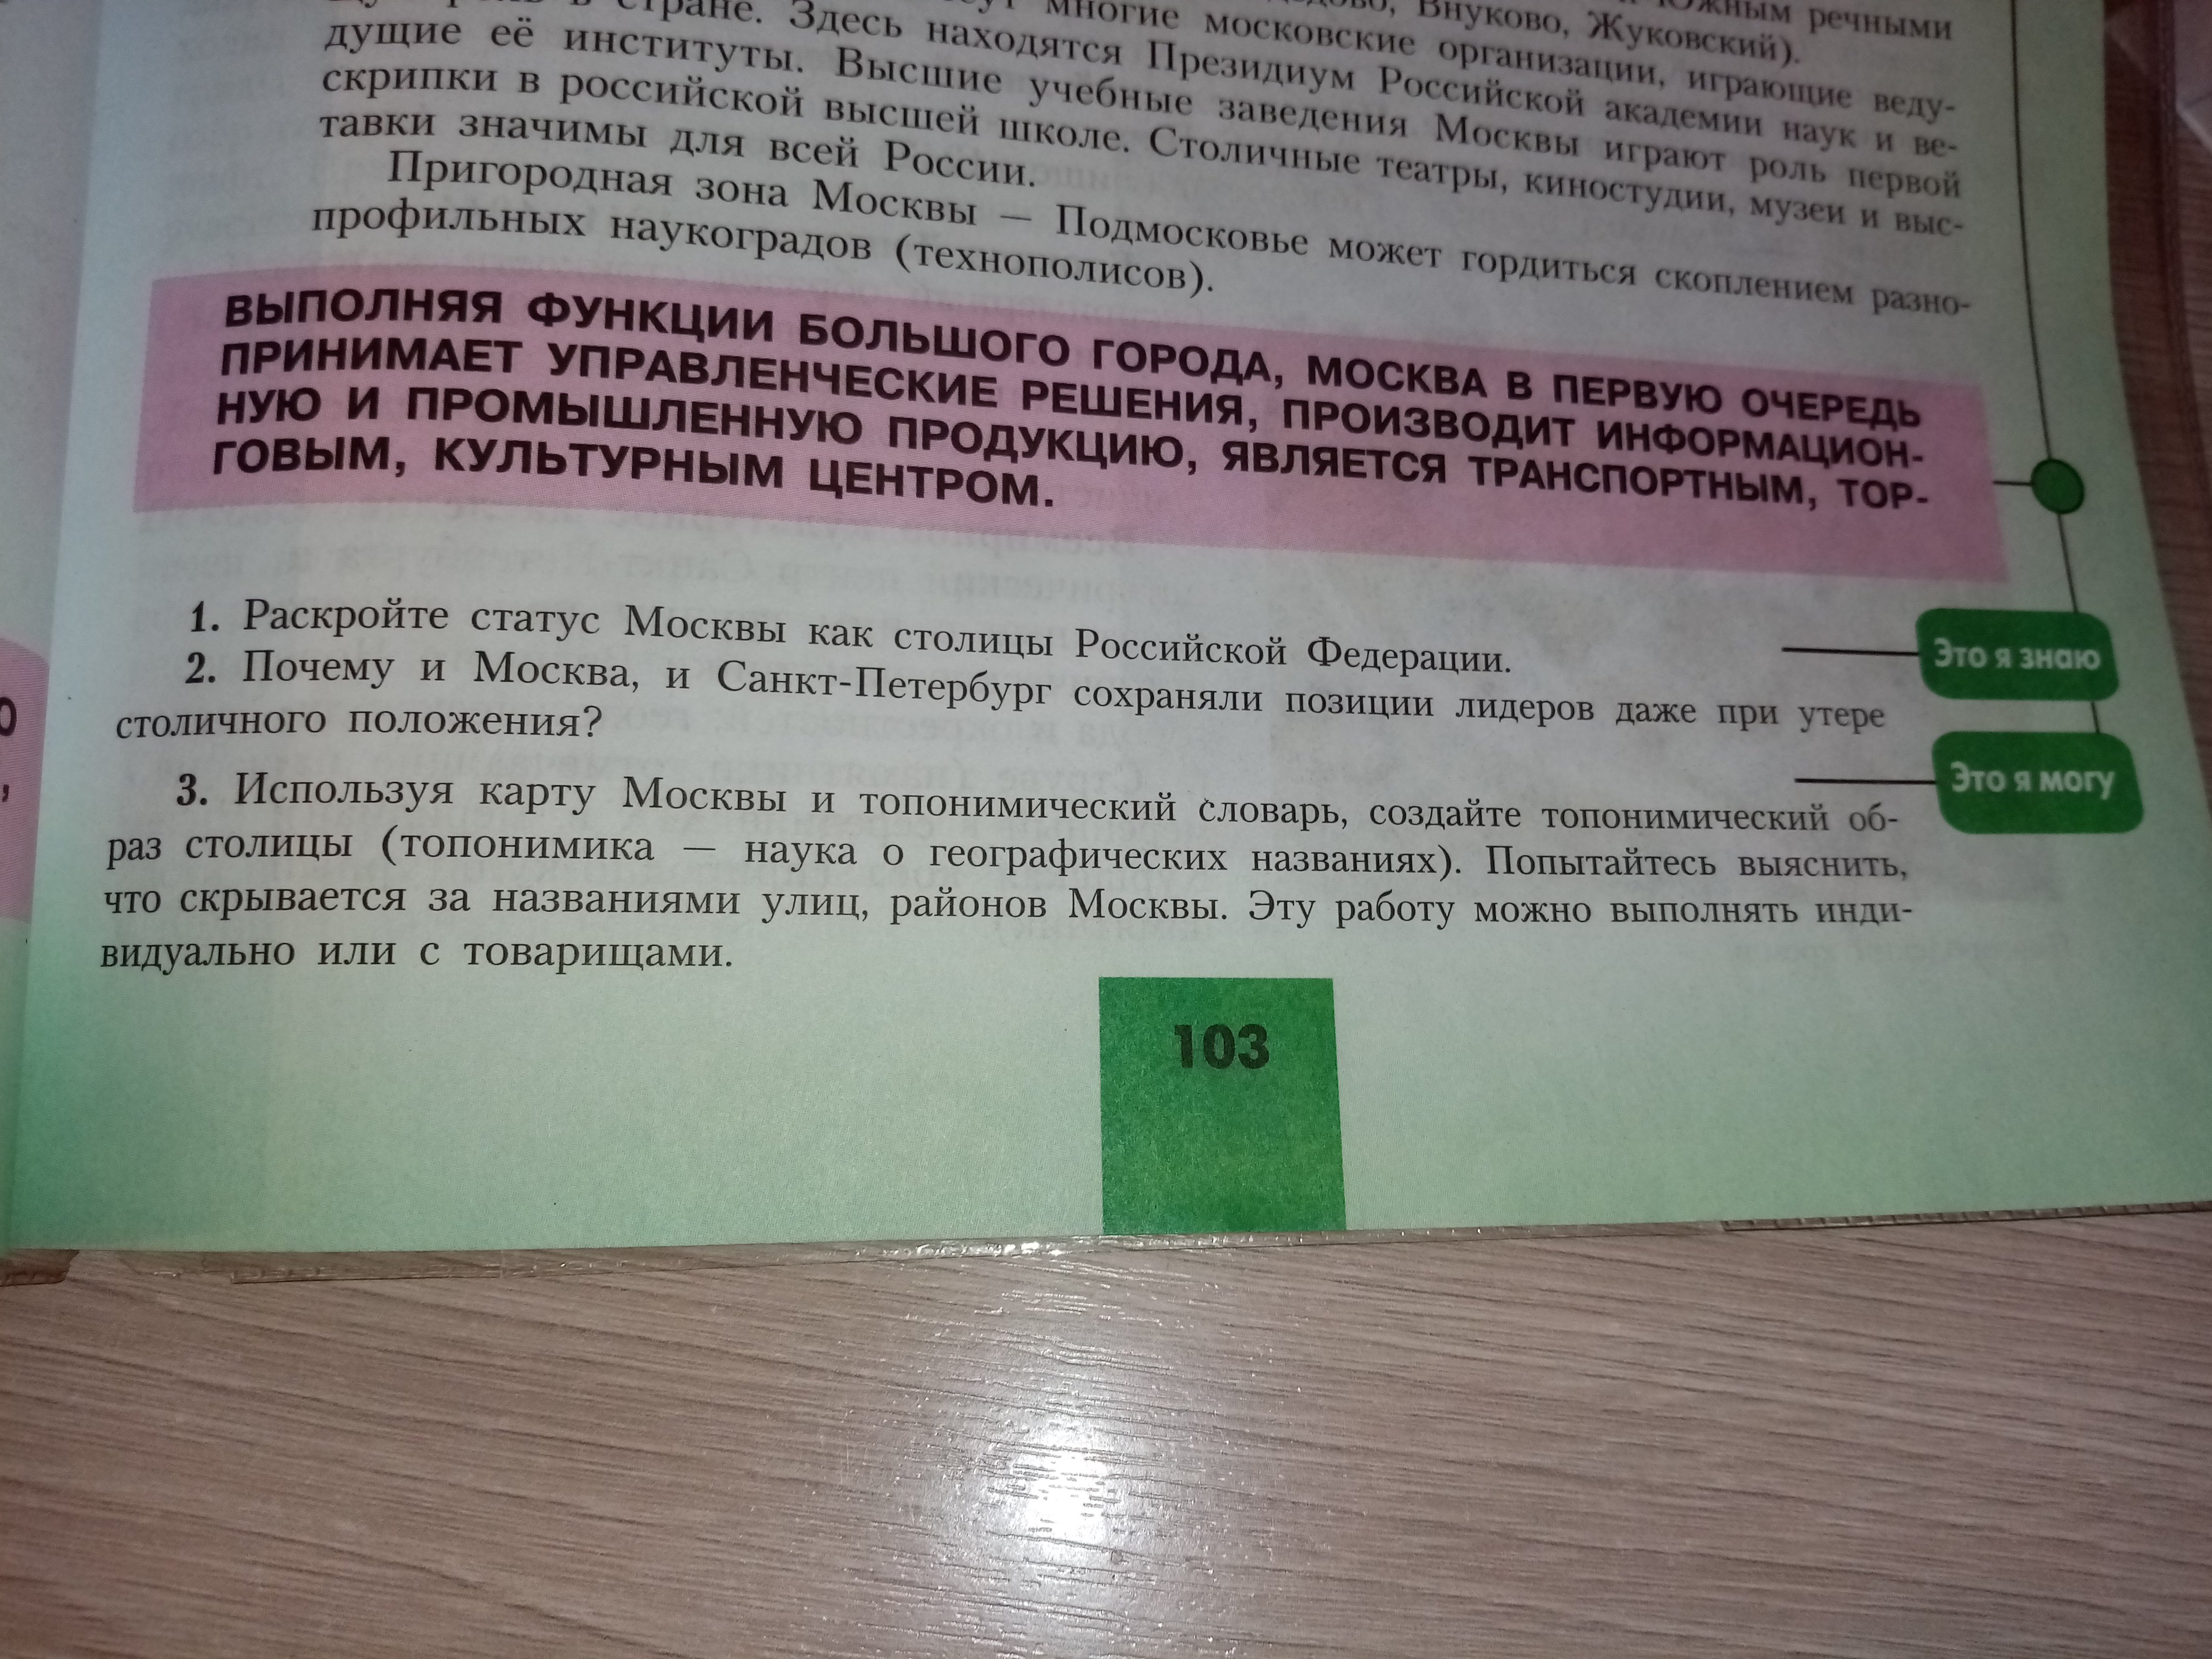 стране. Здесь находятся Президиум Российской академии наук и ве-
многие московские организации, играющие веду-
Внуково, Жуковский).
Южным речными
дущие её институты. Высшие учебные заведения Москвы играют роль первой
скрипки в российской высшей школе. Столичные театры, киностудии, музеи и выс-
тавки значимы для всей России.
Пригородная зона Москвы — Подмосковье может гордиться скоплением разно-
профильных наукоградов (технополисов).
ВЫПОЛНЯЯ ФУНКЦИИ БОЛЬШОГО ГОРОДА, МОСКВА В ПЕРВУЮ ОЧЕРЕДЬ
ПРИНИМАЕТ УПРАВЛЕНЧЕСКИЕ РЕШЕНИЯ, ПРОИЗВОДИТ ИНФОРМАЦИОН-
НУЮ И ПРОМЫШЛЕННУЮ ПРОДУКЦИЮ, ЯВЛЯЕТСЯ ТРАНСПОРТНЫМ, ТОР-
ГОВЫМ, КУЛЬТУРНЫМ ЦЕНТРОМ.
1. Раскройте статус Москвы как столицы Российской Федерации.
Это я знаю
2. Почему и Москва, и Санкт-Петербург сохраняли позиции лидеров даже при утере
столичного положения?
Это я могу
3. Используя карту Москвы и топонимический словарь, создайте топонимический об-
раз столицы (топонимика — наука о географических названиях). Попытайтесь выяснить,
что скрывается за названиями улиц, районов Москвы. Эту работу можно выполнять инди-
видуально или с товарищами.
103